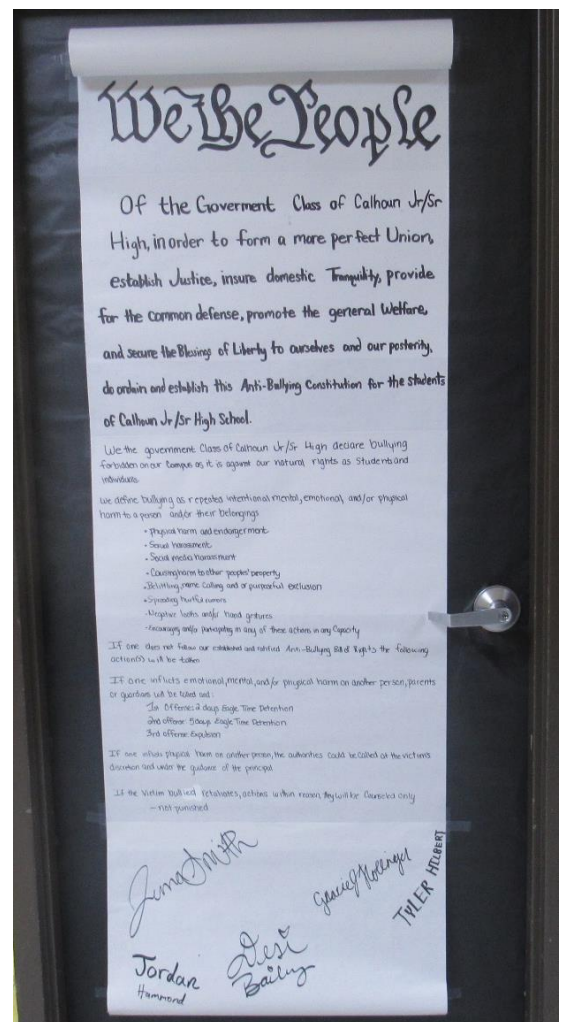 We the People
Of the Goverment Class of Calhoun Jr/Sr
High, in order to form a more perfect Union,
establish Justice, insure domestic Tranquility, provide
for the common defense, promote the general Welfare,
and secure the Blessings of Liberty to ourselves and our posterity,
do ordain and establish this Anti-Bullying Constitution for the students
of Calhoun Jr/Sr High School.
We the government Class of Calhoun Jr/Sr High declare bullying
forbidden on our campus as it is against our natural rights as Students and
individuals
We define bullying as repeated intentional mental, emotional, and/or physical
harm to a person and/or their belongings
• Physical harm and endangerment
• Sexual harassment
• Social media harassment
• Causing harm to other peoples' property
• Belittling, name calling and or purposeful exclusion
• Spreading hurtful rumors
• Negative looks and/or hand gestures
• Encouraging and/or participating in any of these actions in any Capacity
If one does not follow our established and ratified Anti-Bullying Bill of Rights the following
action(s) will be taken
If one inflicts emotional, mental, and/or physical harm on another person, parents
or guardians will be called and:
1st Offense: 2 days Eagle Time Detention
2nd offense 5 days Eagle Time Detention
3rd offense Expulsion
If one inflicts physical harm on another person, the authorities could be called at the victims
discretion and under the guidance of the principal
If the victim bullied retaliates, actions within reason, they will be Counseled only
- not punished
Smith
TYLER HILBERT
Jordan
Hammond
Desi
Bailey